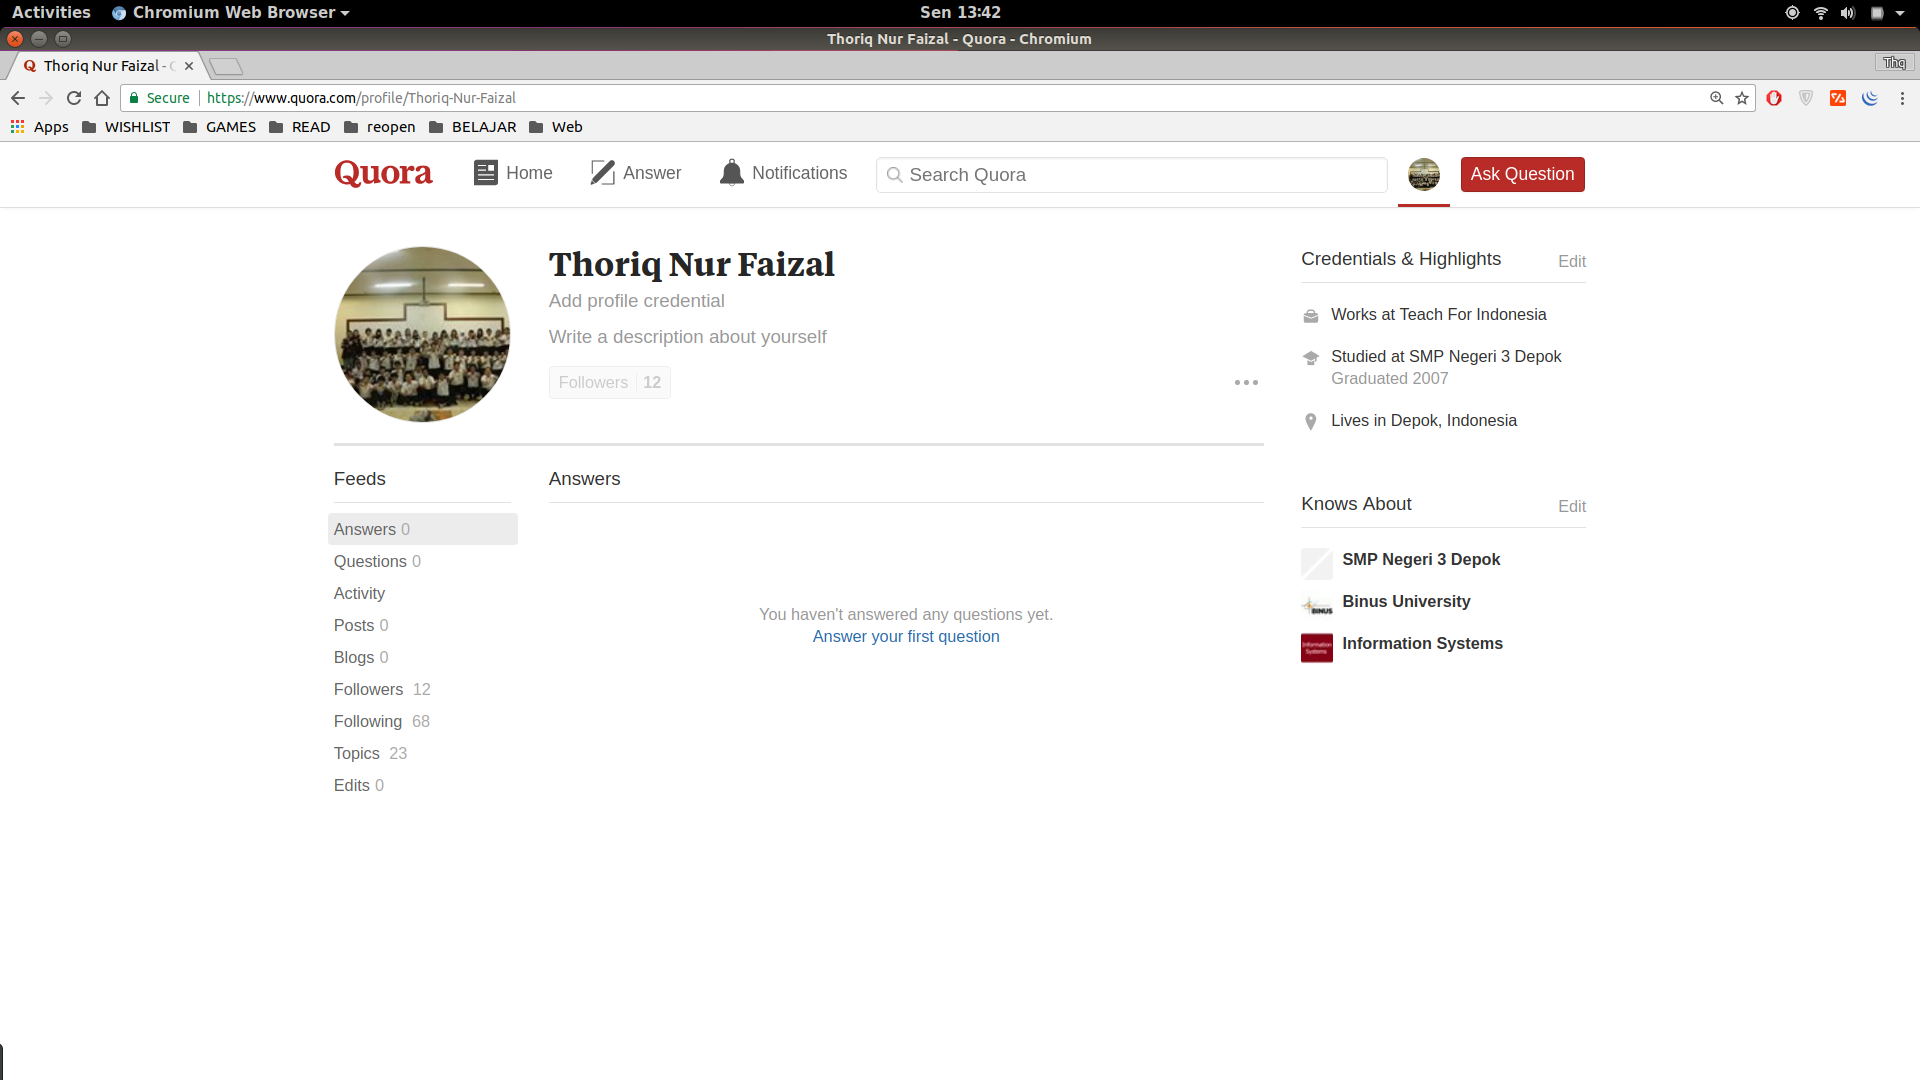 Activities Chromium Web Browser Sen 13:42
Thoriq Nur Faizal - Quora - Chromium
Thoriq Nur Faizal - Thq
Secure https://www.quora.com/profile/Thoriq-Nur-Faizal
Apps WISHLIST GAMES READ reopen BELAJAR Web
Quora Home Answer Notifications Search Quora Ask Question
Thoriq Nur Faizal
Add profile credential
Write a description about yourself
Followers 12
Credentials & Highlights Edit
Works at Teach For Indonesia
Studied at SMP Negeri 3 Depok
Graduated 2007
Lives in Depok, Indonesia
Feeds
Answers 0
Questions 0
Activity
Posts 0
Blogs 0
Followers 12
Following 68
Topics 23
Edits 0
Answers
You haven't answered any questions yet.
Answer your first question
Knows About Edit
SMP Negeri 3 Depok
BINUS Binus University
Information Systems Information Systems